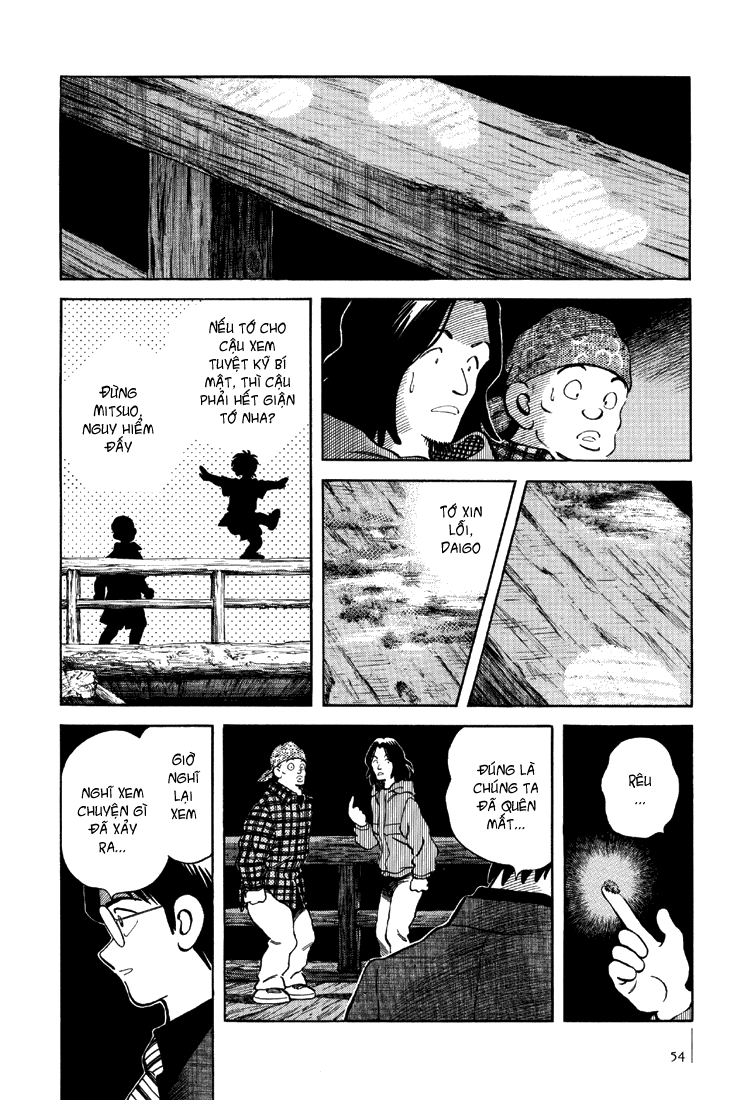 TỚ XIN
LỖI,
DAIGO
NẾU TỚ CHO
CẬU XEM
TUYỆT KỸ BÍ
MẬT, THÌ CẬU
PHẢI HẾT GIẬN
TỚ NHA?
ĐỪNG
MITSUO,
NGUY HIỂM
ĐẤY
RÊU
...
ĐÚNG LÀ
CHÚNG TA
ĐÃ QUÊN
MẤT...
GIỜ
NGHĨ
LẠI
XEM
NGHĨ XEM
CHUYỆN GÌ
ĐÃ XẢY
RA...
54